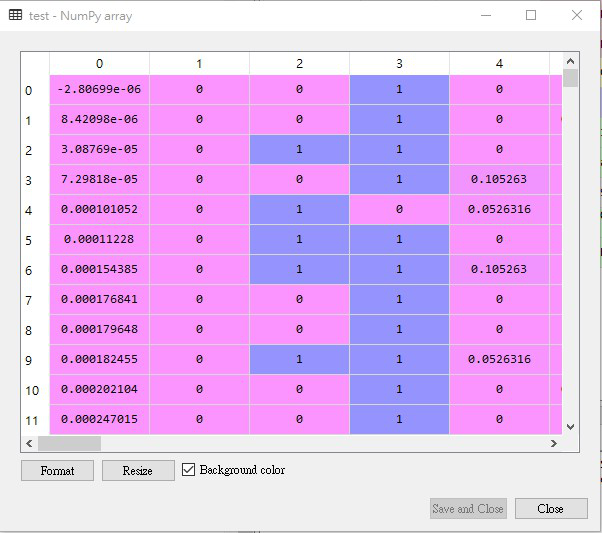 test - NumPy array
0 1 2 3 4
0 -2.80699e-06 0 0 1 0
1 8.42098e-06 0 0 1 0
2 3.08769e-05 0 1 1 0
3 7.29818e-05 0 0 1 0.105263
4 0.000101052 0 1 0 0.0526316
5 0.00011228 0 1 1 0
6 0.000154385 0 1 1 0.105263
7 0.000176841 0 0 1 0
8 0.000179648 0 0 1 0
9 0.000182455 0 1 1 0.0526316
10 0.000202104 0 0 1 0
11 0.000247015 0 0 1 0
Format Resize Background color
Save and Close Close